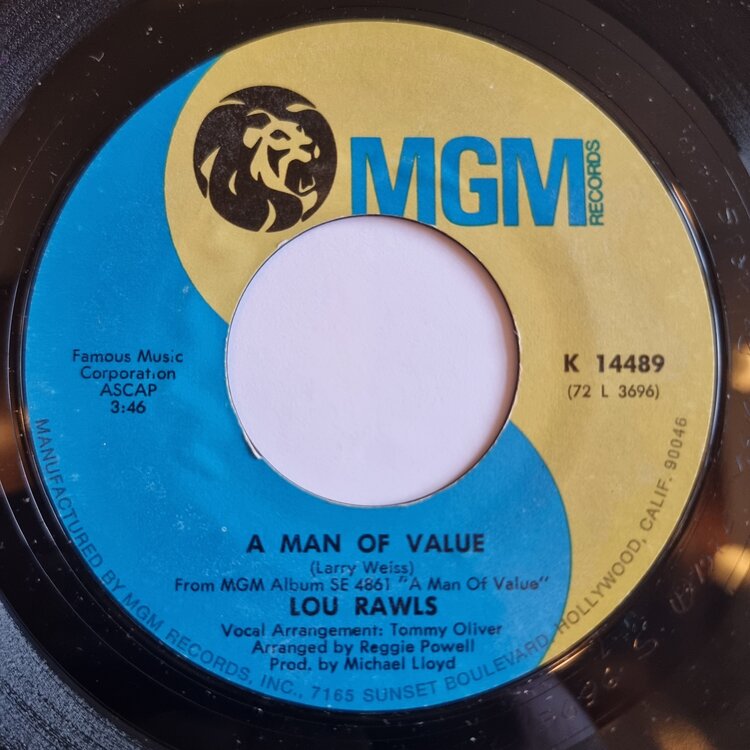 MGM
RECORDS
Famous Music
Corporation
ASCAP
3:46
K 14489
(72 L 3696)
A MAN OF VALUE
(Larry Weiss)
From MGM Album SE 4861 "A Man Of Value"
LOU RAWLS
Vocal Arrangement: Tommy Oliver
Arranged by Reggie Powell
Prod. by Michael Lloyd
MANUFACTURED BY MGM RECORDS, INC., 7165 SUNSET BOULEVARD, HOLLYWOOD, CALIF. 90046